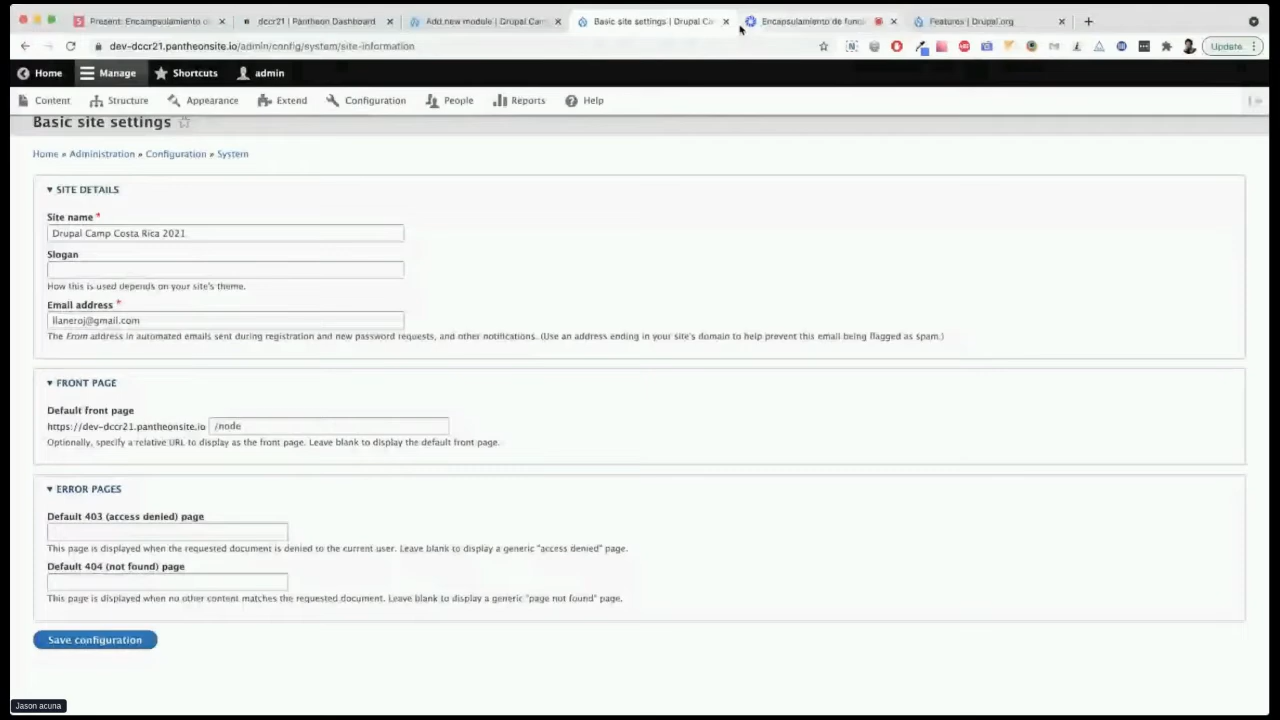 Present: Encampsulamiento d
dccr21 | Pantheon Dashboard
Add new module | Drupal Cam
Basic site settings | Drupal Ca
Encapsulamiento de func
Features | Drupal.org
dev-dccr21.pantheonsite.io/admin/config/system/site-information
Update
Home
Manage
Shortcuts
admin
Content
Structure
Appearance
Extend
Configuration
People
Reports
Help
Basic site settings
Home » Administration » Configuration » System
SITE DETAILS
Site name *
Drupal Camp Costa Rica 2021
Slogan
How this is used depends on your site's theme.
Email address *
llaneroj@gmail.com
The From address in automated emails sent during registration and new password requests, and other notifications. (Use an address ending in your site's domain to help prevent this email being flagged as spam.)
FRONT PAGE
Default front page
https://dev-dccr21.pantheonsite.io /node
Optionally, specify a relative URL to display as the front page. Leave blank to display the default front page.
ERROR PAGES
Default 403 (access denied) page
This page is displayed when the requested document is denied to the current user. Leave blank to display a generic "access denied" page.
Default 404 (not found) page
This page is displayed when no other content matches the requested document. Leave blank to display a generic "page not found" page.
Save configuration
Jason acuna